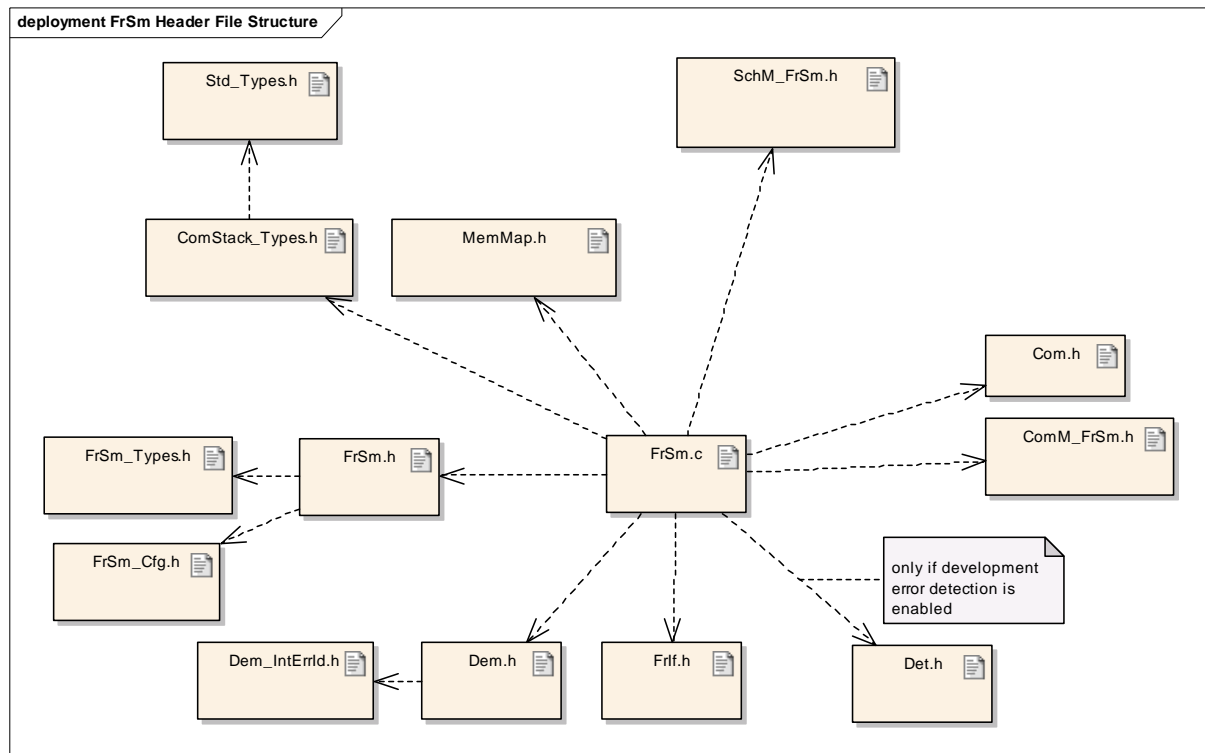 deployment FrSm Header File Structure
Std_Types.h
SchM_FrSm.h
ComStack_Types.h
MemMap.h
Com.h
ComM_FrSm.h
FrSm_Types.h
FrSm.h
FrSm.c
FrSm_Cfg.h
only if development
error detection is
enabled
Dem_IntErrId.h
Dem.h
FrIf.h
Det.h